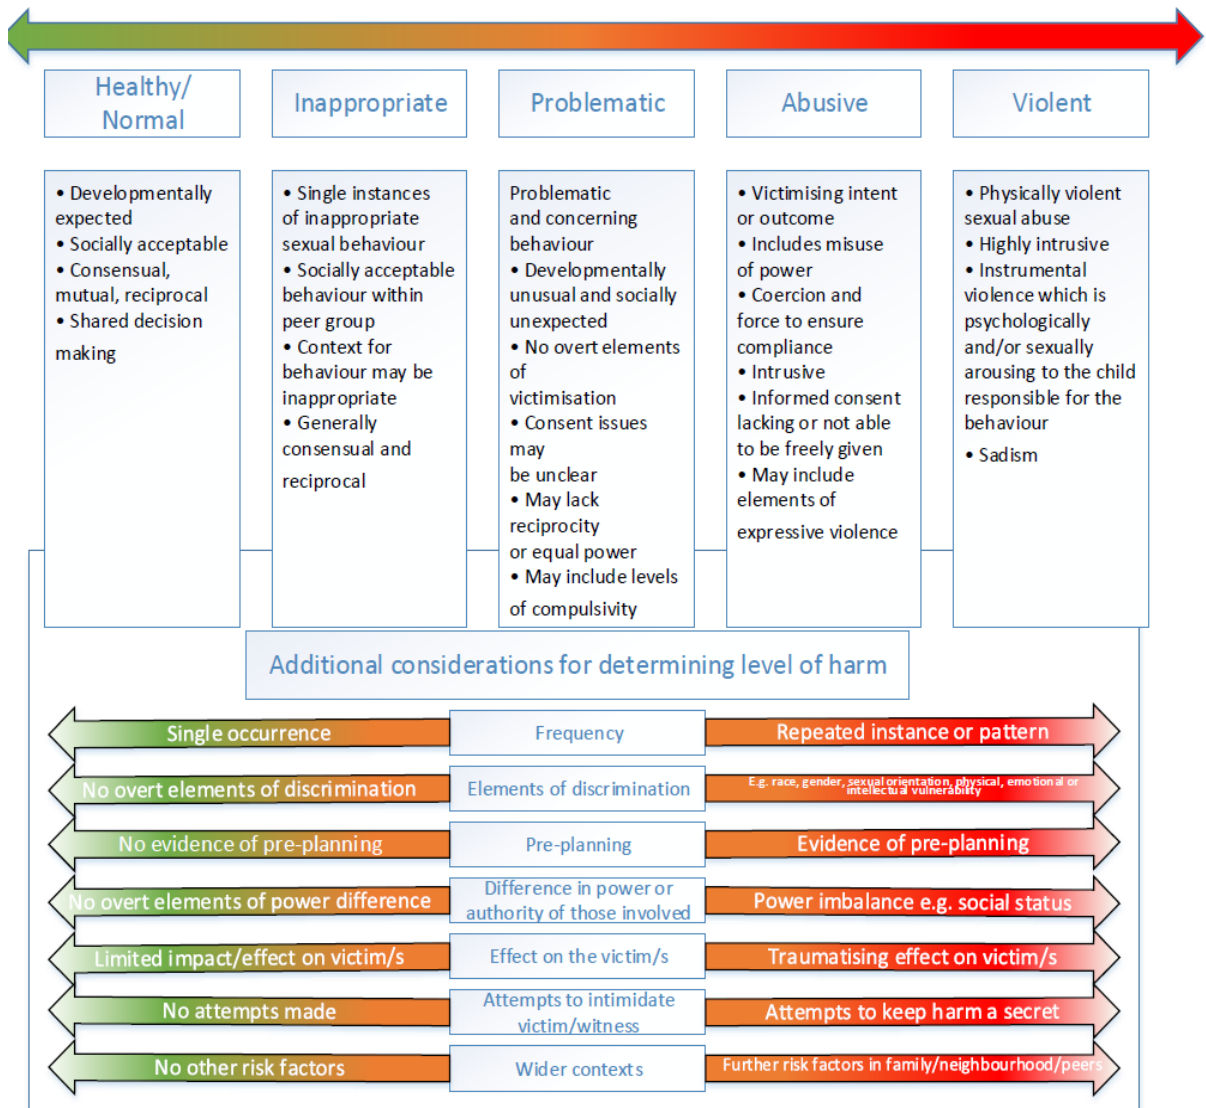 Healthy/
Normal
Inappropriate
Problematic
Abusive
Violent
• Developmentally
expected
• Socially acceptable
• Consensual,
mutual, reciprocal
• Shared decision
making
• Single instances
of inappropriate
sexual behaviour
• Socially acceptable
behaviour within
peer group
• Context for
behaviour may be
inappropriate
• Generally
consensual and
reciprocal
Problematic
and concerning
behaviour
• Developmentally
unusual and socially
unexpected
• No overt elements
of
victimisation
• Consent issues
may
be unclear
• May lack
reciprocity
or equal power
• May include levels
of compulsivity
• Victimising intent
or outcome
• Includes misuse
of power
• Coercion and
force to ensure
compliance
• Intrusive
• Informed consent
lacking or not able
to be freely given
• May include
elements of
expressive violence
• Physically violent
sexual abuse
• Highly intrusive
• Instrumental
violence which is
psychologically
and/or sexually
arousing to the child
responsible for the
behaviour
• Sadism
Additional considerations for determining level of harm
Single occurrence
Frequency
Repeated instance or pattern
No overt elements of discrimination
Elements of discrimination
E.g. race, gender, sexual orientation, physical, emotional or
intellectual vulnerability
No evidence of pre-planning
Pre-planning
Evidence of pre-planning
No overt elements of power difference
Difference in power or
authority of those involved
Power imbalance e.g. social status
Limited impact/effect on victim/s
Effect on the victim/s
Traumatising effect on victim/s
No attempts made
Attempts to intimidate
victim/witness
Attempts to keep harm a secret
No other risk factors
Wider contexts
Further risk factors in family/neighbourhood/peers